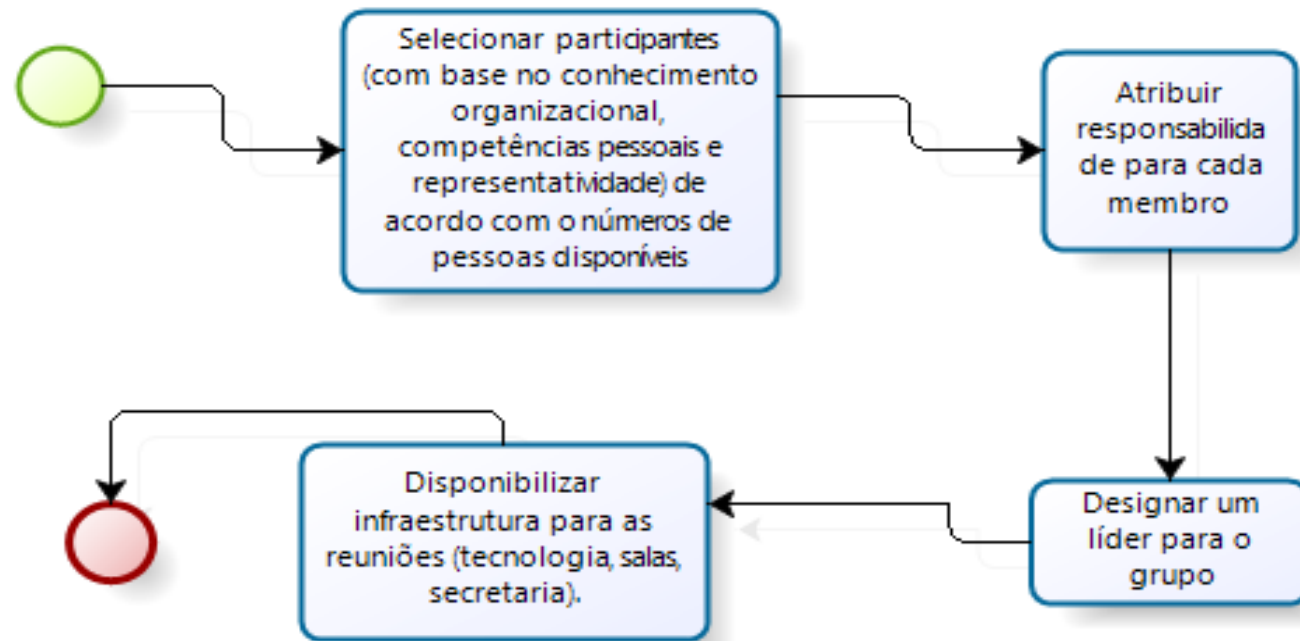 Selecionar participantes
(com base no conhecimento
organizacional,
competências pessoais e
representatividade) de
acordo com o números de
pessoas disponíveis
Atribuir
responsabilida
de para cada
membro
Designar um
líder para o
grupo
Disponibilizar
infraestrutura para as
reuniões (tecnologia, salas,
secretaria).